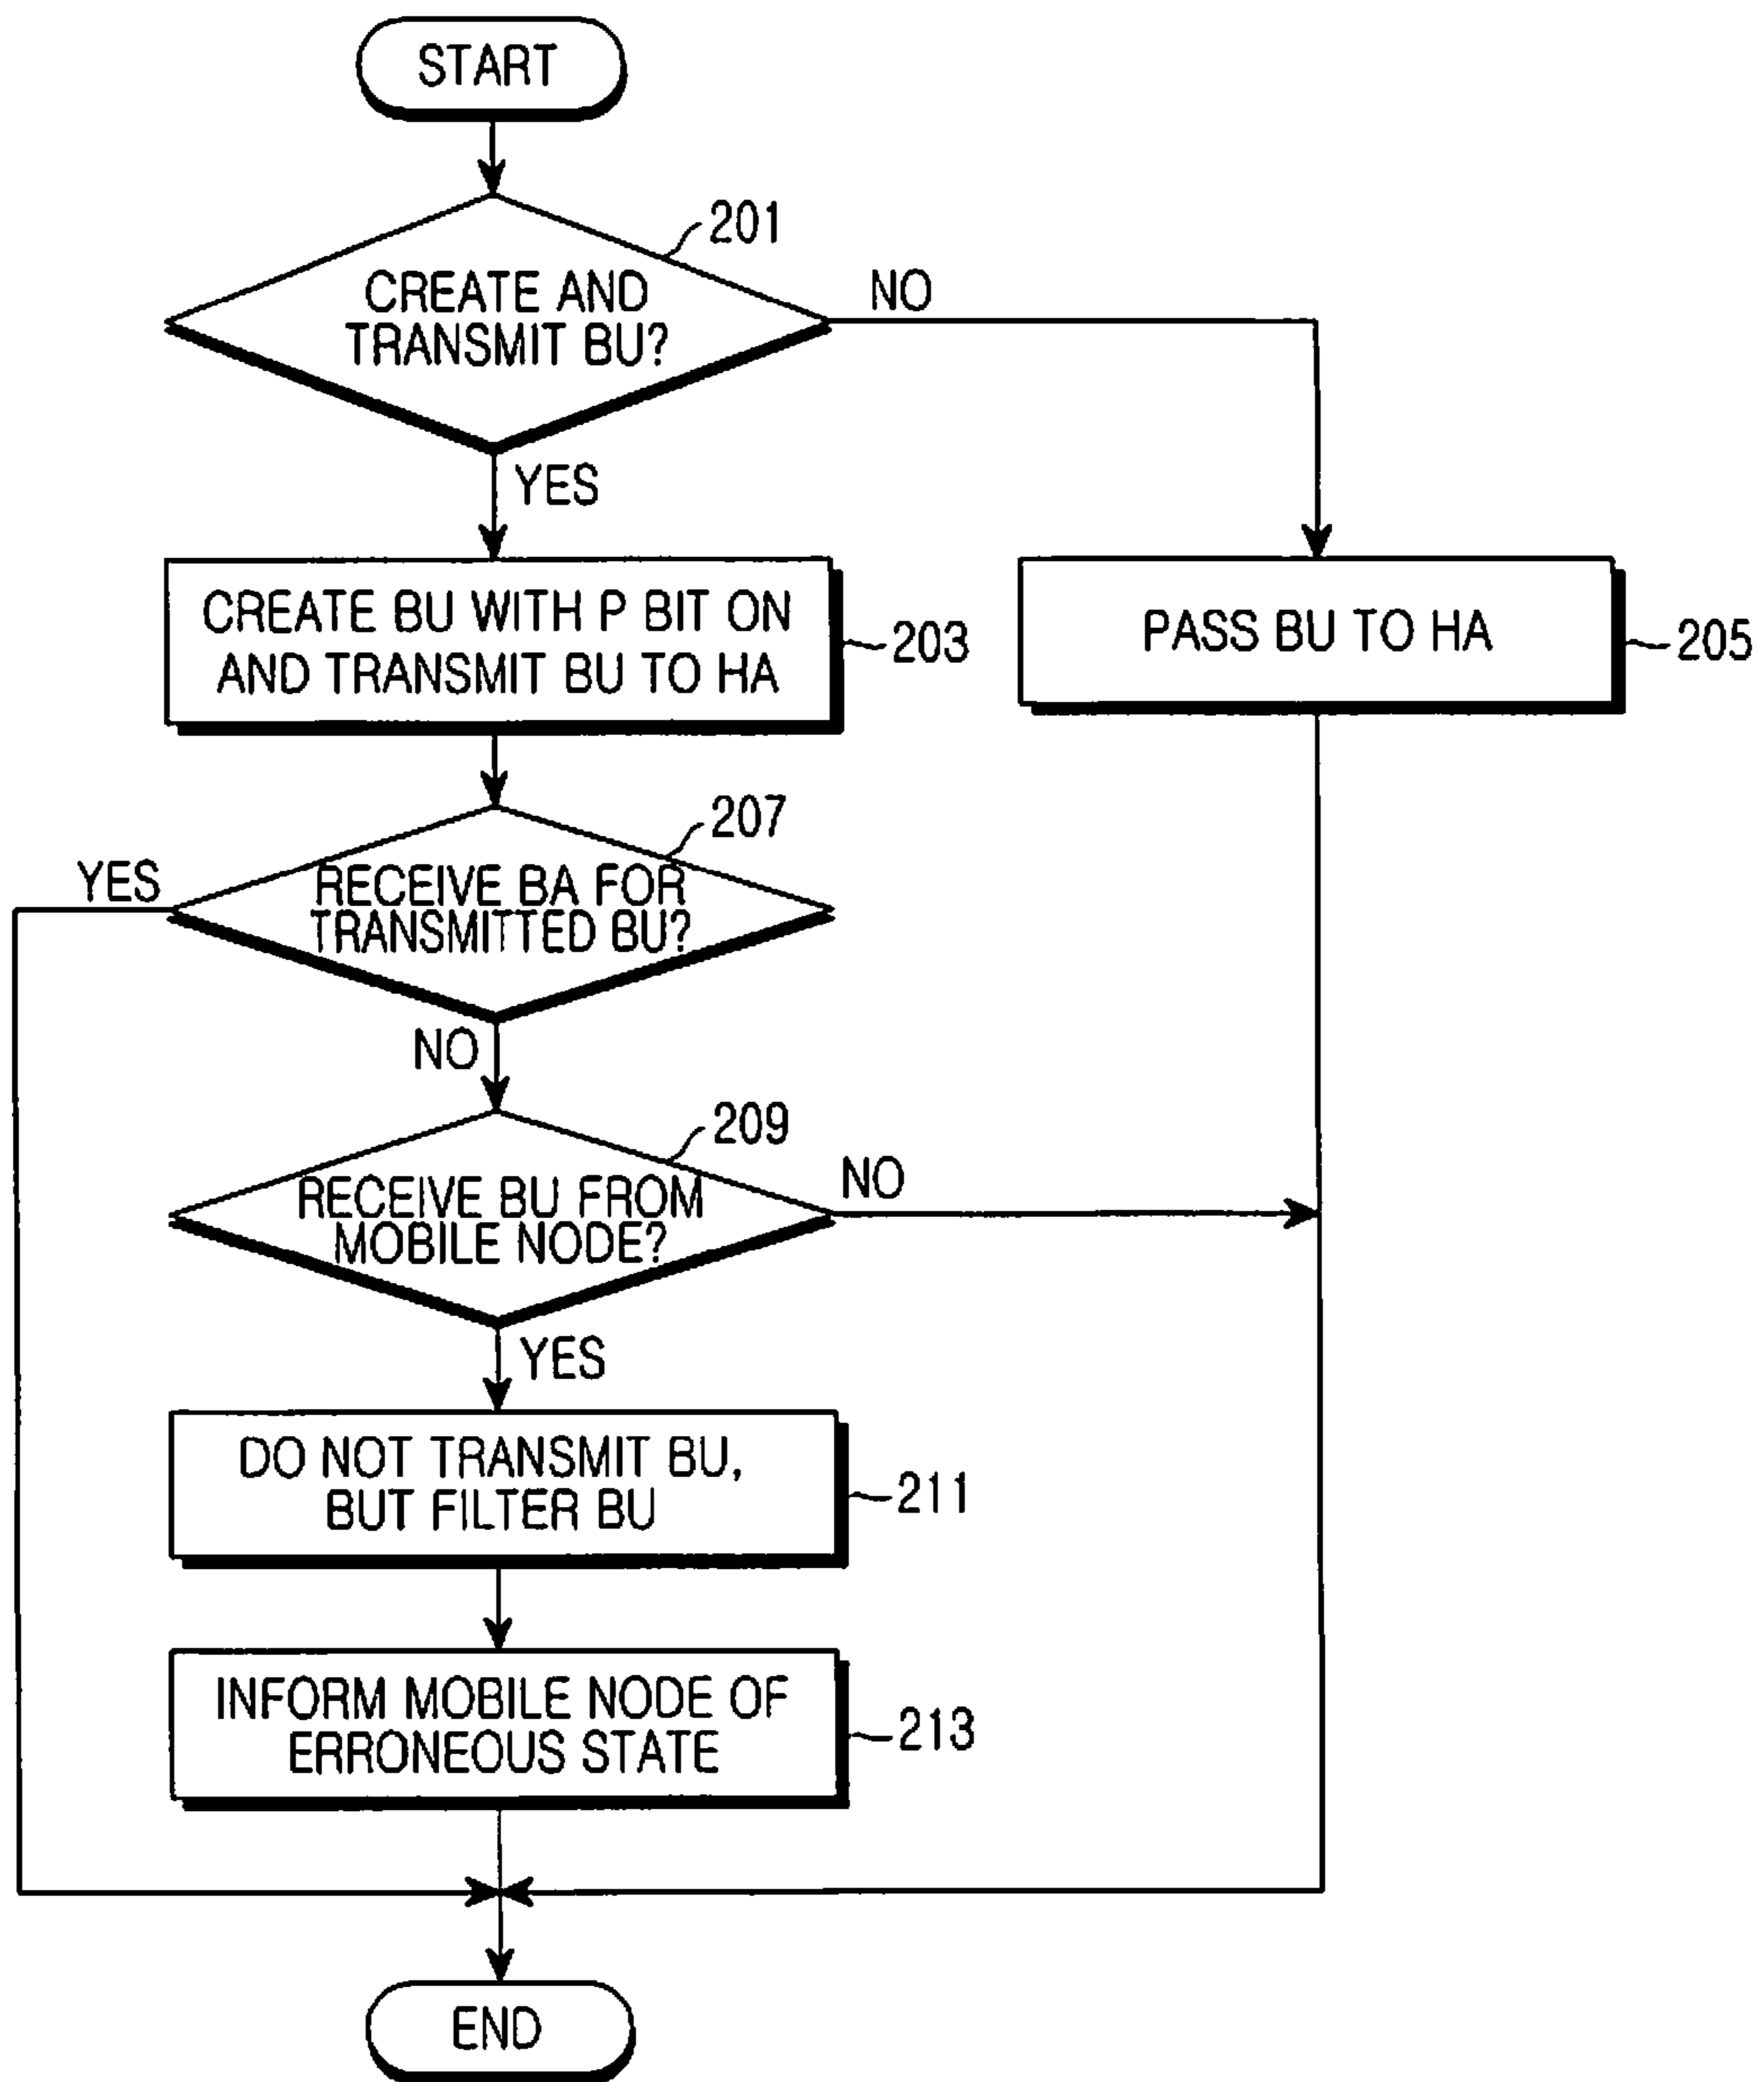 START
201
CREATE AND
TRANSMIT BU?
NO
YES
CREATE BU WITH P BIT ON
AND TRANSMIT BU TO HA
203
PASS BU TO HA
205
207
YES
RECEIVE BA FOR
TRANSMITTED BU?
NO
209
RECEIVE BU FROM
MOBILE NODE?
NO
YES
DO NOT TRANSMIT BU,
BUT FILTER BU
211
INFORM MOBILE NODE OF
ERRONEOUS STATE
213
END